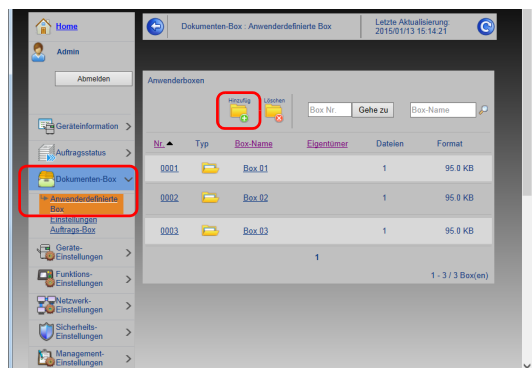 Home
Admin
Abmelden
Geräteinformation
Auftragsstatus
Dokumenten-Box
Anwenderdefinierte
Box
Einstellungen
Auftrags-Box
Geräte-
Einstellungen
Funktions-
Einstellungen
Netzwerk-
Einstellungen
Sicherheits-
Einstellungen
Management-
Einstellungen
Dokumenten-Box : Anwenderdefinierte Box
Letzte Aktualisierung:
2015/01/13 15:14:21
Anwenderboxen
Hinzufüg Löschen
Box Nr. Gehe zu Box-Name
Nr. Typ Box-Name Eigentümer Dateien Format
0001 Box 01 1 95.0 KB
0002 Box 02 1 95.0 KB
0003 Box 03 1 95.0 KB
1
1 - 3 / 3 Box(en)